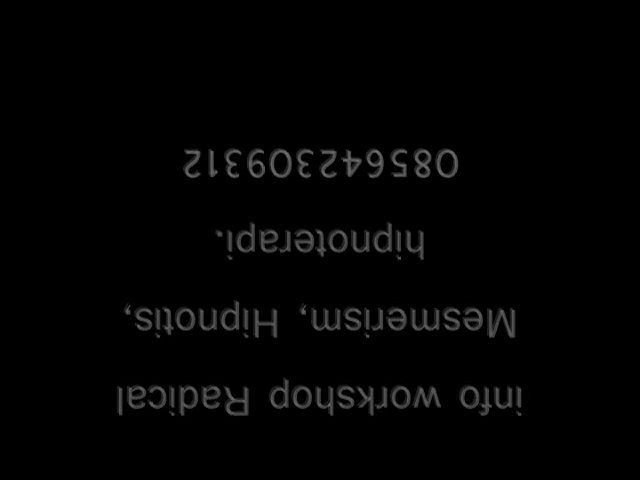 info workshop Radical
Mesmerism, Hipnotis,
hipnoterapi.
085642309312